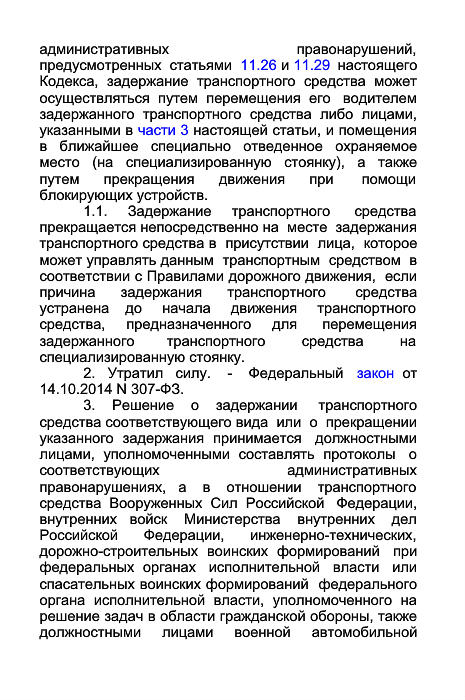 административных правонарушений,
предусмотренных статьями 11.26 и 11.29 настоящего
Кодекса, задержание транспортного средства может
осуществляться путем перемещения его водителем
задержанного транспортного средства либо лицами,
указанными в части 3 настоящей статьи, и помещения
в ближайшее специально отведенное охраняемое
место (на специализированную стоянку), а также
путем прекращения движения при помощи
блокирующих устройств.
1.1. Задержание транспортного средства
прекращается непосредственно на месте задержания
транспортного средства в присутствии лица, которое
может управлять данным транспортным средством в
соответствии с Правилами дорожного движения, если
причина задержания транспортного средства
устранена до начала движения транспортного
средства, предназначенного для перемещения
задержанного транспортного средства на
специализированную стоянку.
2. Утратил силу. - Федеральный закон от
14.10.2014 N 307-ФЗ.
3. Решение о задержании транспортного
средства соответствующего вида или о прекращении
указанного задержания принимается должностными
лицами, уполномоченными составлять протоколы о
соответствующих административных
правонарушениях, а в отношении транспортного
средства Вооруженных Сил Российской Федерации,
внутренних войск Министерства внутренних дел
Российской Федерации, инженерно-технических,
дорожно-строительных воинских формирований при
федеральных органах исполнительной власти или
спасательных воинских формирований федерального
органа исполнительной власти, уполномоченного на
решение задач в области гражданской обороны, также
должностными лицами военной автомобильной